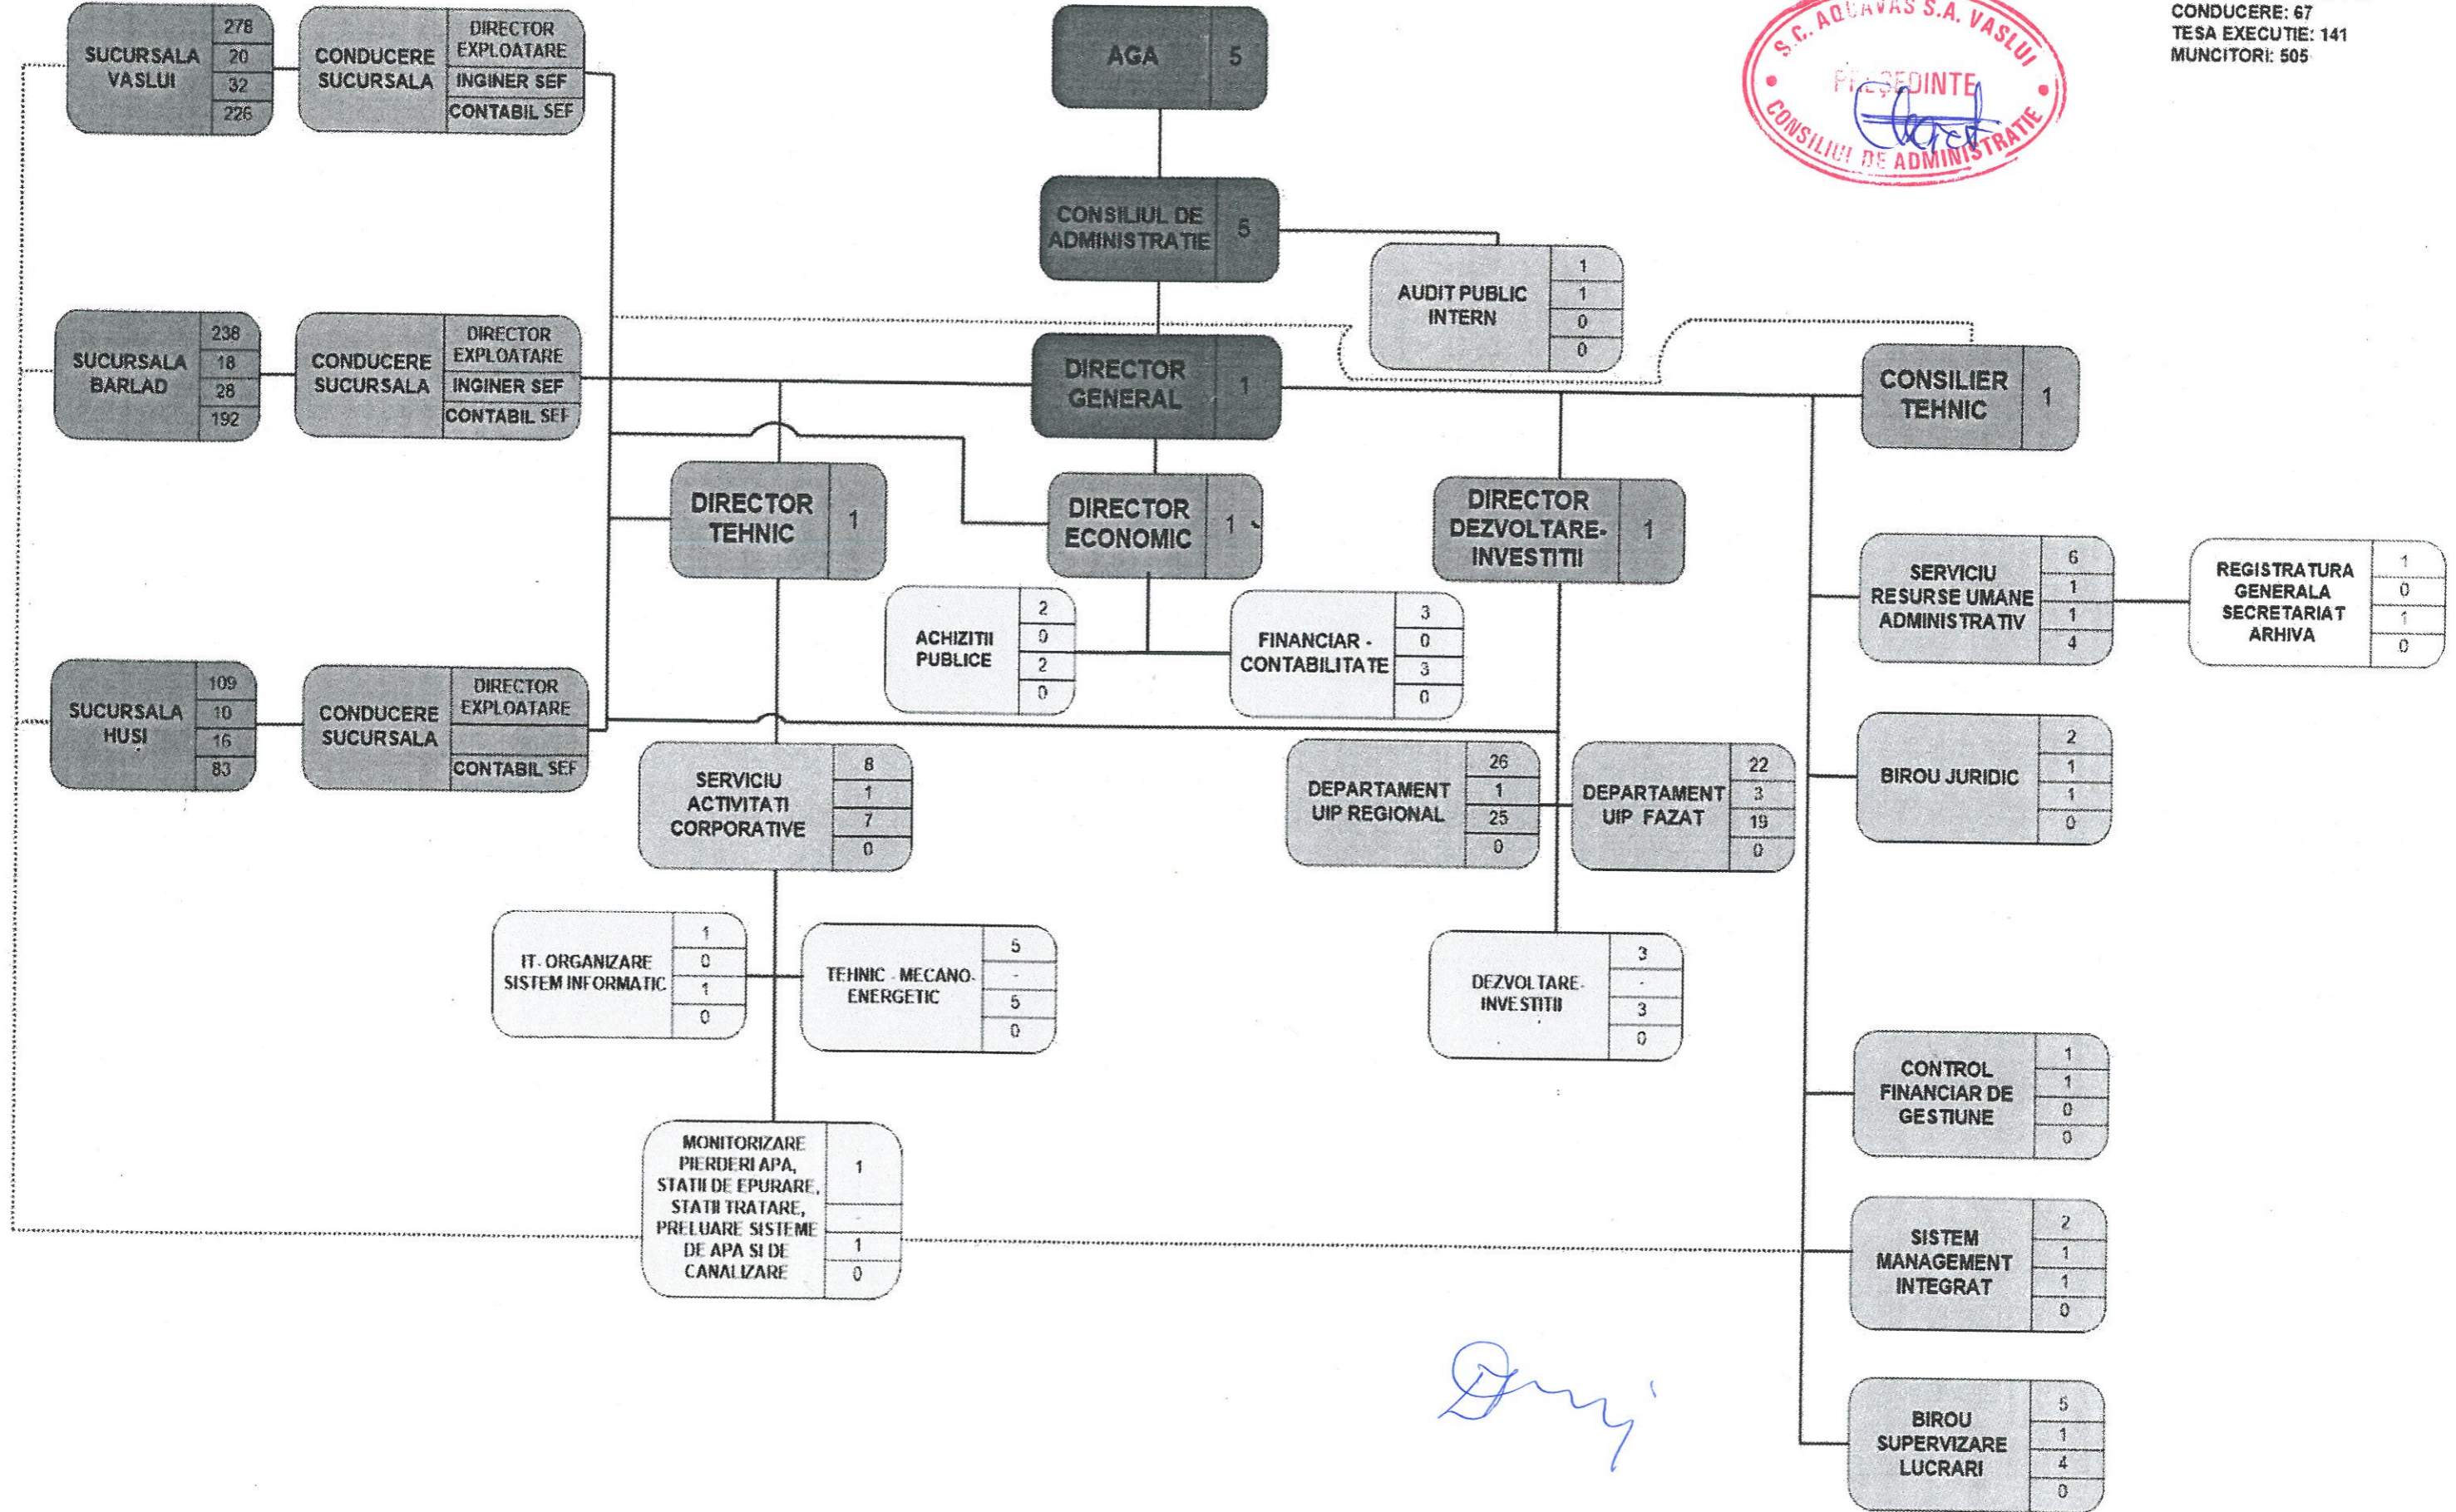 SUCURSALA
VASLUI
278
20
32
226
CONDUCERE
SUCURSALA
DIRECTOR
EXPLOATARE
INGINER SEF
CONTABIL SEF
AGA
5
S.C. AQUAVAS S.A. VASLUI
PREȘEDINTE
CONSILIUL DE ADMINISTRATIE
CONDUCERE: 67
TESA EXECUTIE: 141
MUNCITORI: 505
CONSILIUL DE
ADMINISTRATIE
5
AUDIT PUBLIC
INTERN
1
1
0
0
SUCURSALA
BARLAD
238
18
28
192
CONDUCERE
SUCURSALA
DIRECTOR
EXPLOATARE
INGINER SEF
CONTABIL SEF
DIRECTOR
GENERAL
1
CONSILIER
TEHNIC
1
DIRECTOR
TEHNIC
1
DIRECTOR
ECONOMIC
1
DIRECTOR
DEZVOLTARE-
INVESTITII
1
SERVICIU
RESURSE UMANE
ADMINISTRATIV
6
1
1
4
REGISTRATURA
GENERALA
SECRETARIAT
ARHIVA
1
0
1
0
ACHIZITII
PUBLICE
2
0
2
0
FINANCIAR -
CONTABILITATE
3
0
3
0
SUCURSALA
HUȘI
109
10
16
83
CONDUCERE
SUCURSALA
DIRECTOR
EXPLOATARE
CONTABIL SEF
SERVICIU
ACTIVITATI
CORPORATIVE
8
1
7
0
DEPARTAMENT
UIP REGIONAL
26
1
25
0
DEPARTAMENT
UIP FAZAT
22
3
19
0
BIROU JURIDIC
2
1
1
0
IT- ORGANIZARE
SISTEM INFORMATIC
1
0
1
0
TEHNIC - MECANO-
ENERGETIC
5
-
5
0
DEZVOLTARE-
INVESTITII
3
-
3
0
CONTROL
FINANCIAR DE
GESTIUNE
1
1
0
0
MONITORIZARE
PIERDERI APA,
STATII DE EPURARE,
STATII TRATARE,
PRELUARE SISTEME
DE APA SI DE
CANALIZARE
1
-
1
0
SISTEM
MANAGEMENT
INTEGRAT
2
1
1
0
BIROU
SUPERVIZARE
LUCRARI
5
1
4
0